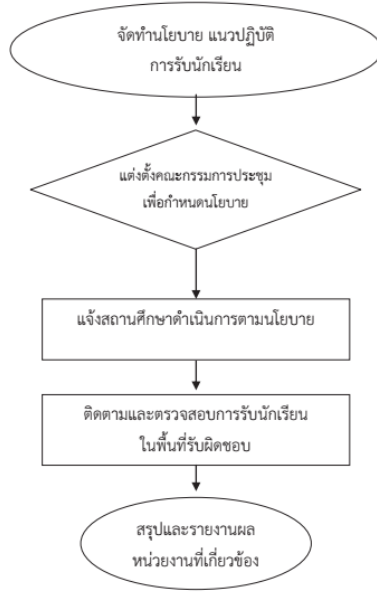 จัดทำนโยบาย แนวปฏิบัติ
การรับนักเรียน
แต่งตั้งคณะกรรมการประชุม
เพื่อกำหนดนโยบาย
แจ้งสถานศึกษาดำเนินการตามนโยบาย
ติดตามและตรวจสอบการรับนักเรียน
ในพื้นที่รับผิดชอบ
สรุปและรายงานผล
หน่วยงานที่เกี่ยวข้อง